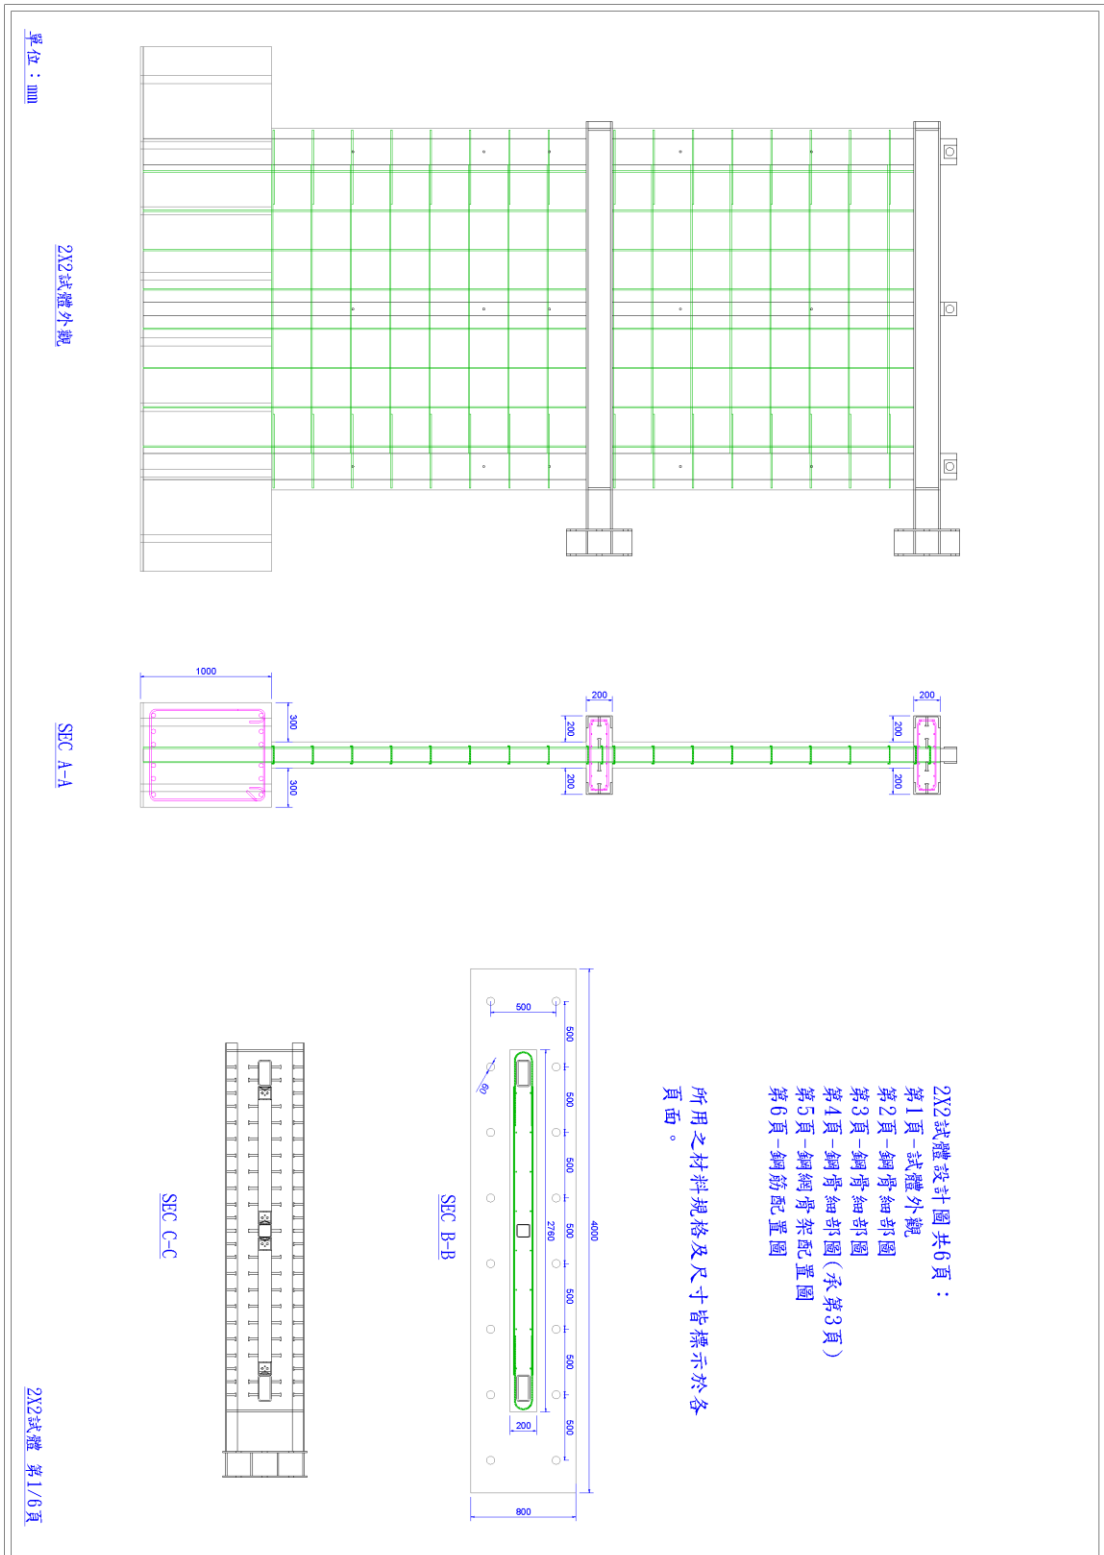 2X2試體設計圖共6頁：
第1頁-試體外觀
第2頁-鋼骨細部圖
第3頁-鋼骨細部圖
第4頁-鋼骨細部圖(承第3頁)
第5頁-鋼網骨架配置圖
第6頁-鋼筋配置圖
所用之材料規格及尺寸皆標示於各
頁面。
2X2試體外觀
單位：mm
1000
300
300
200
200
200
200
200
200
SEC A-A
4000
500
500
500
500
500
500
500
500
60
2760
200
800
SEC B-B
SEC C-C
2X2試體 第1/6頁